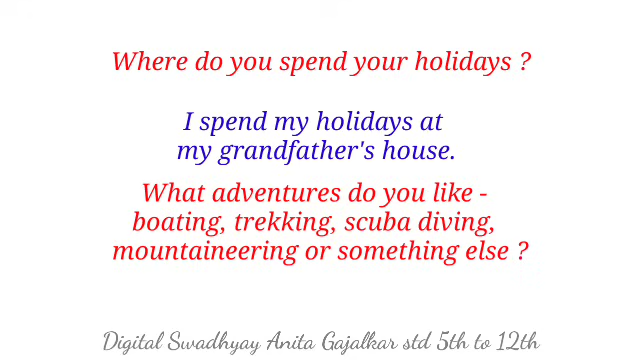 Where do you spend your holidays ?
I spend my holidays at
my grandfather's house.
What adventures do you like -
boating, trekking, scuba diving,
mountaineering or something else ?
Digital Swadhyay Anita Gajalkar std 5th to 12th